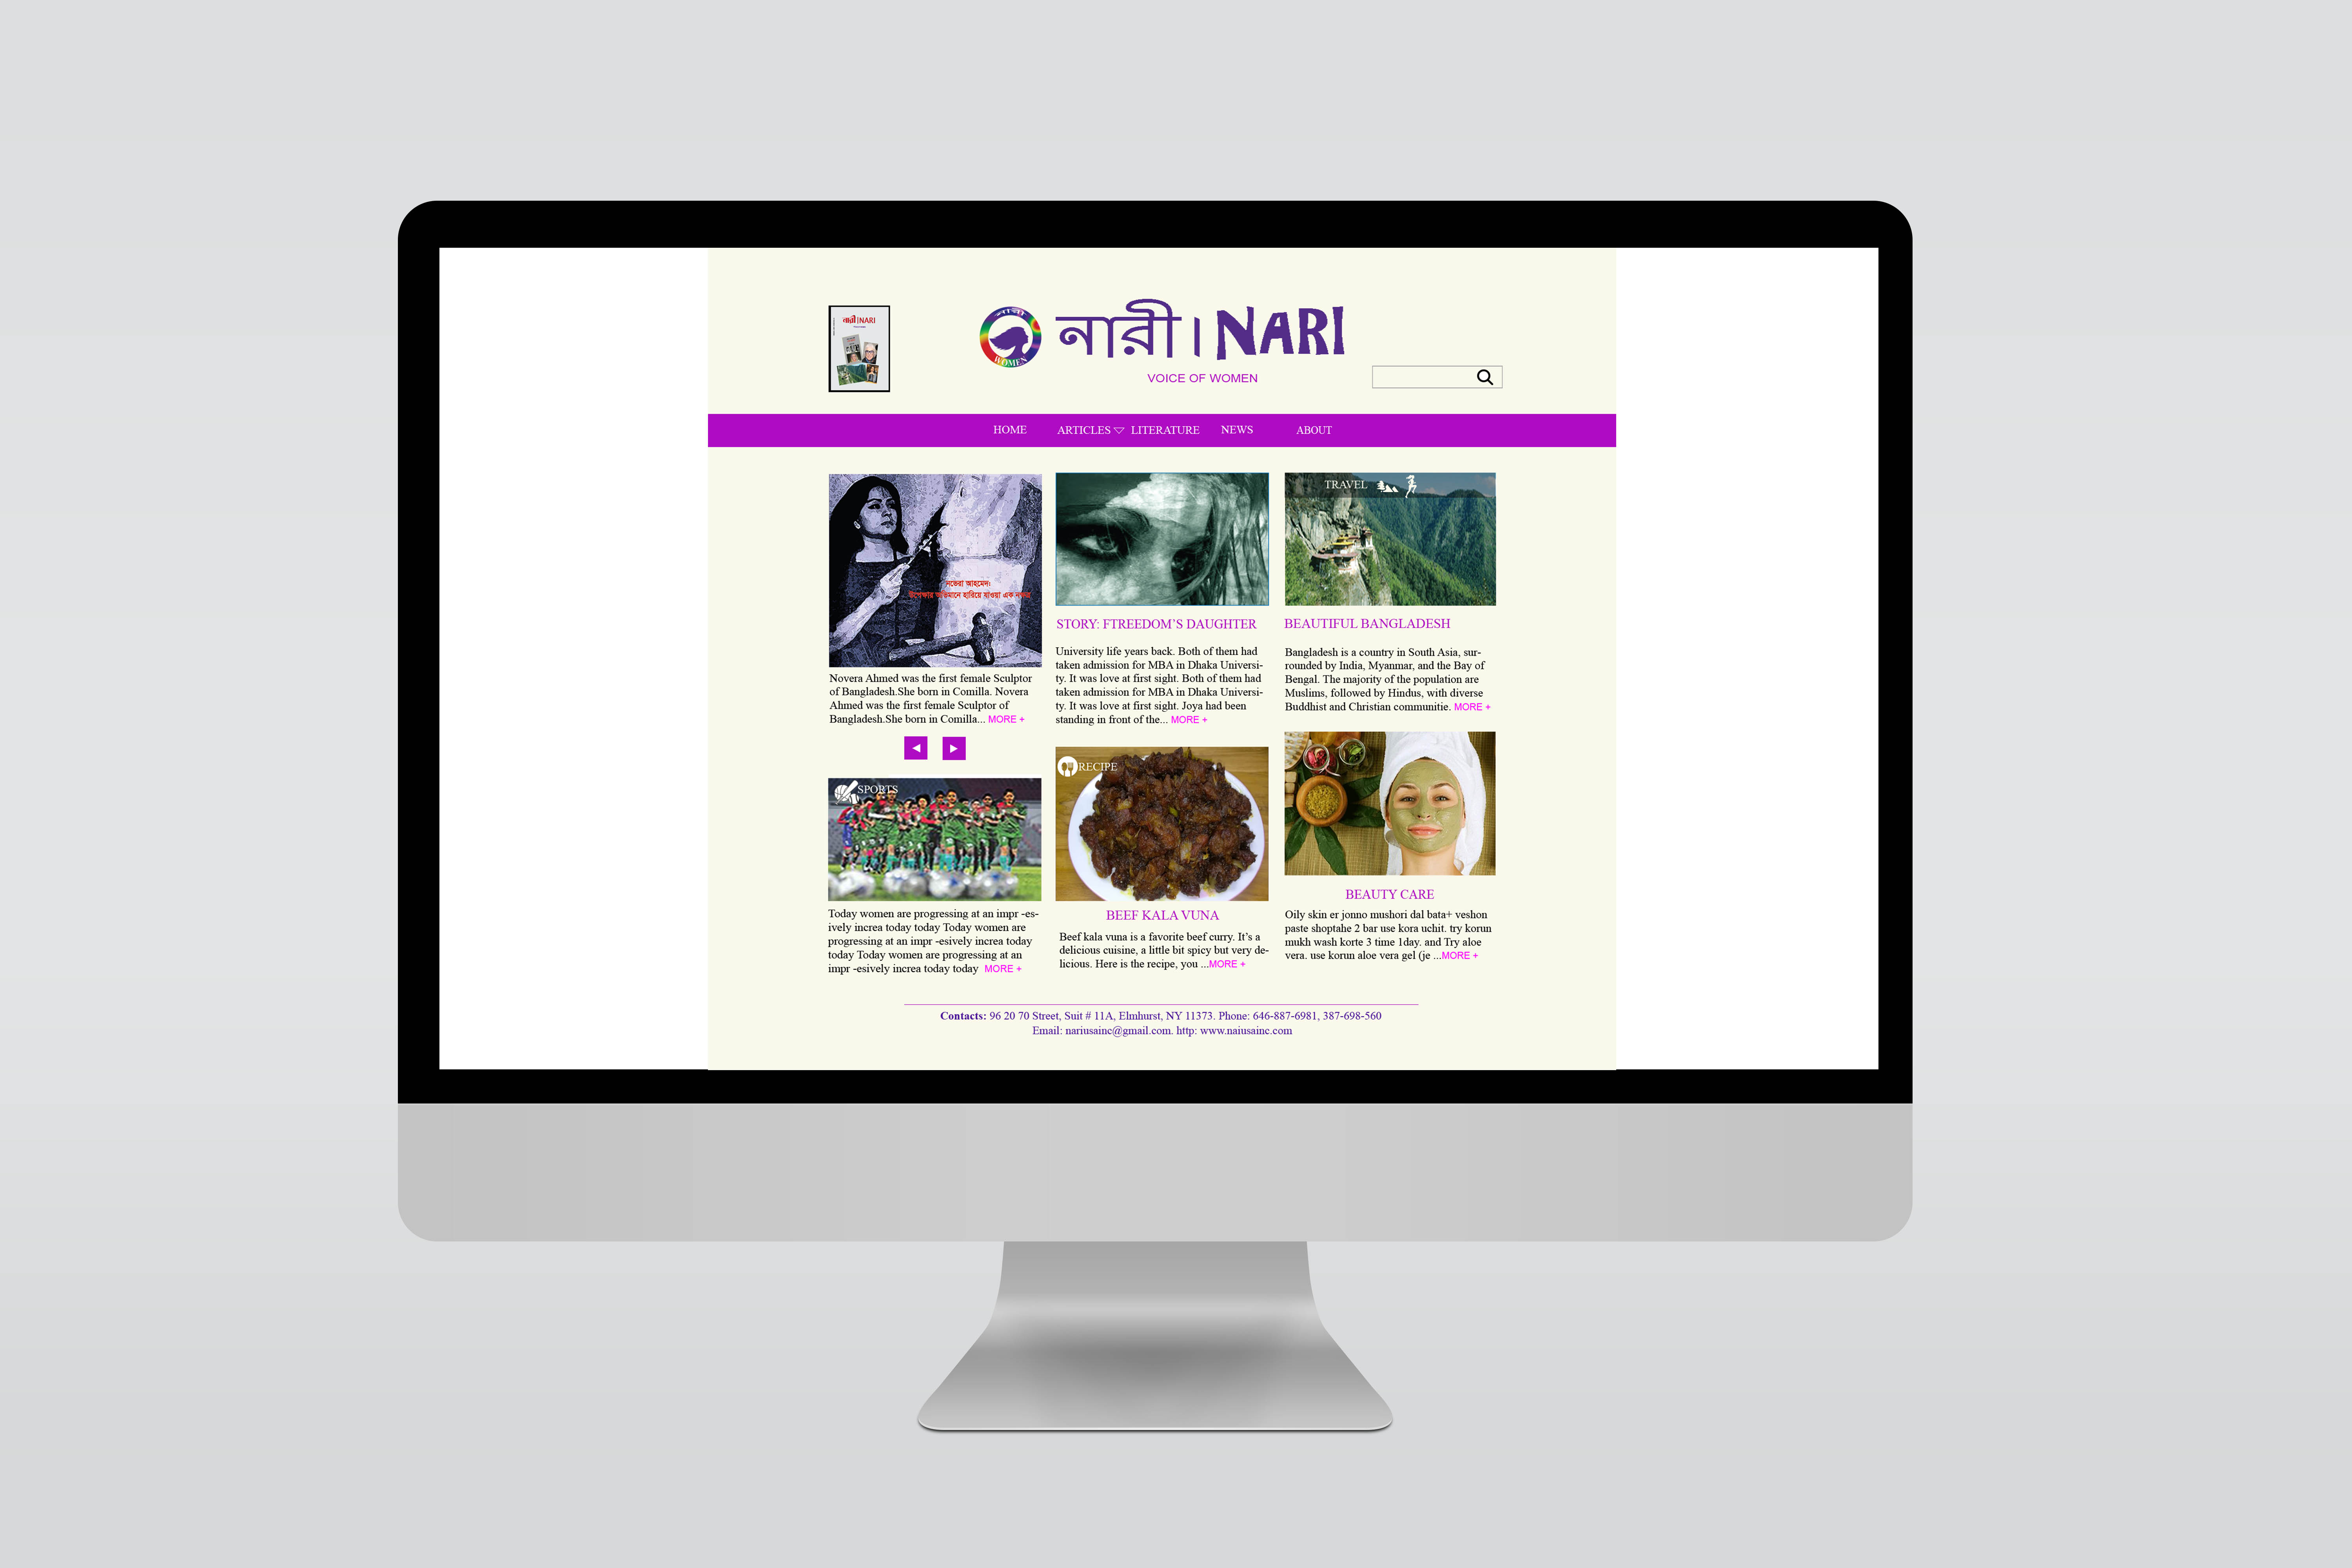 নারী|NARI
নারী
WOMEN
নারী | NARI
VOICE OF WOMEN
HOME
ARTICLES
LITERATURE
NEWS
ABOUT
নভেরা আহমেদ:
উপেক্ষার অভিমানে হারিয়ে যাওয়া এক নক্ষত্র
Novera Ahmed was the first female Sculptor
of Bangladesh.She born in Comilla. Novera
Ahmed was the first female Sculptor of
Bangladesh.She born in Comilla... MORE +
STORY: FTREEDOM’S DAUGHTER
University life years back. Both of them had
taken admission for MBA in Dhaka Universi-
ty. It was love at first sight. Both of them had
taken admission for MBA in Dhaka Universi-
ty. It was love at first sight. Joya had been
standing in front of the... MORE +
TRAVEL
BEAUTIFUL BANGLADESH
Bangladesh is a country in South Asia, sur-
rounded by India, Myanmar, and the Bay of
Bengal. The majority of the population are
Muslims, followed by Hindus, with diverse
Buddhist and Christian communitie. MORE +
SPORTS
Today women are progressing at an impr -es-
ively increa today today Today women are
progressing at an impr -esively increa today
today Today women are progressing at an
impr -esively increa today today MORE +
RECIPE
BEEF KALA VUNA
Beef kala vuna is a favorite beef curry. It’s a
delicious cuisine, a little bit spicy but very de-
licious. Here is the recipe, you ...MORE +
BEAUTY CARE
Oily skin er jonno mushori dal bata+ veshon
paste shoptahe 2 bar use kora uchit. try korun
mukh wash korte 3 time 1day. and Try aloe
vera. use korun aloe vera gel (je ...MORE +
Contacts: 96 20 70 Street, Suit # 11A, Elmhurst, NY 11373. Phone: 646-887-6981, 387-698-560
Email: nariusainc@gmail.com. http: www.naiusainc.com